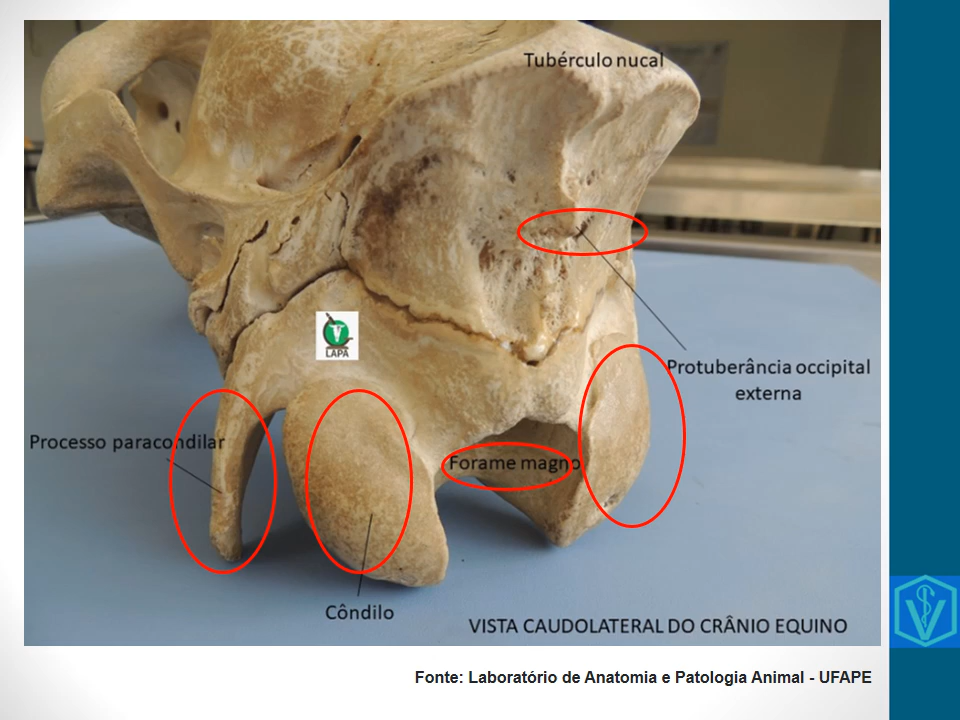 Tubérculo nucal
LAPA
Protuberância occipital
externa
Processo paracondilar
Forame magno
Côndilo
VISTA CAUDOLATERAL DO CRÂNIO EQUINO
V
Fonte: Laboratório de Anatomia e Patologia Animal - UFAPE